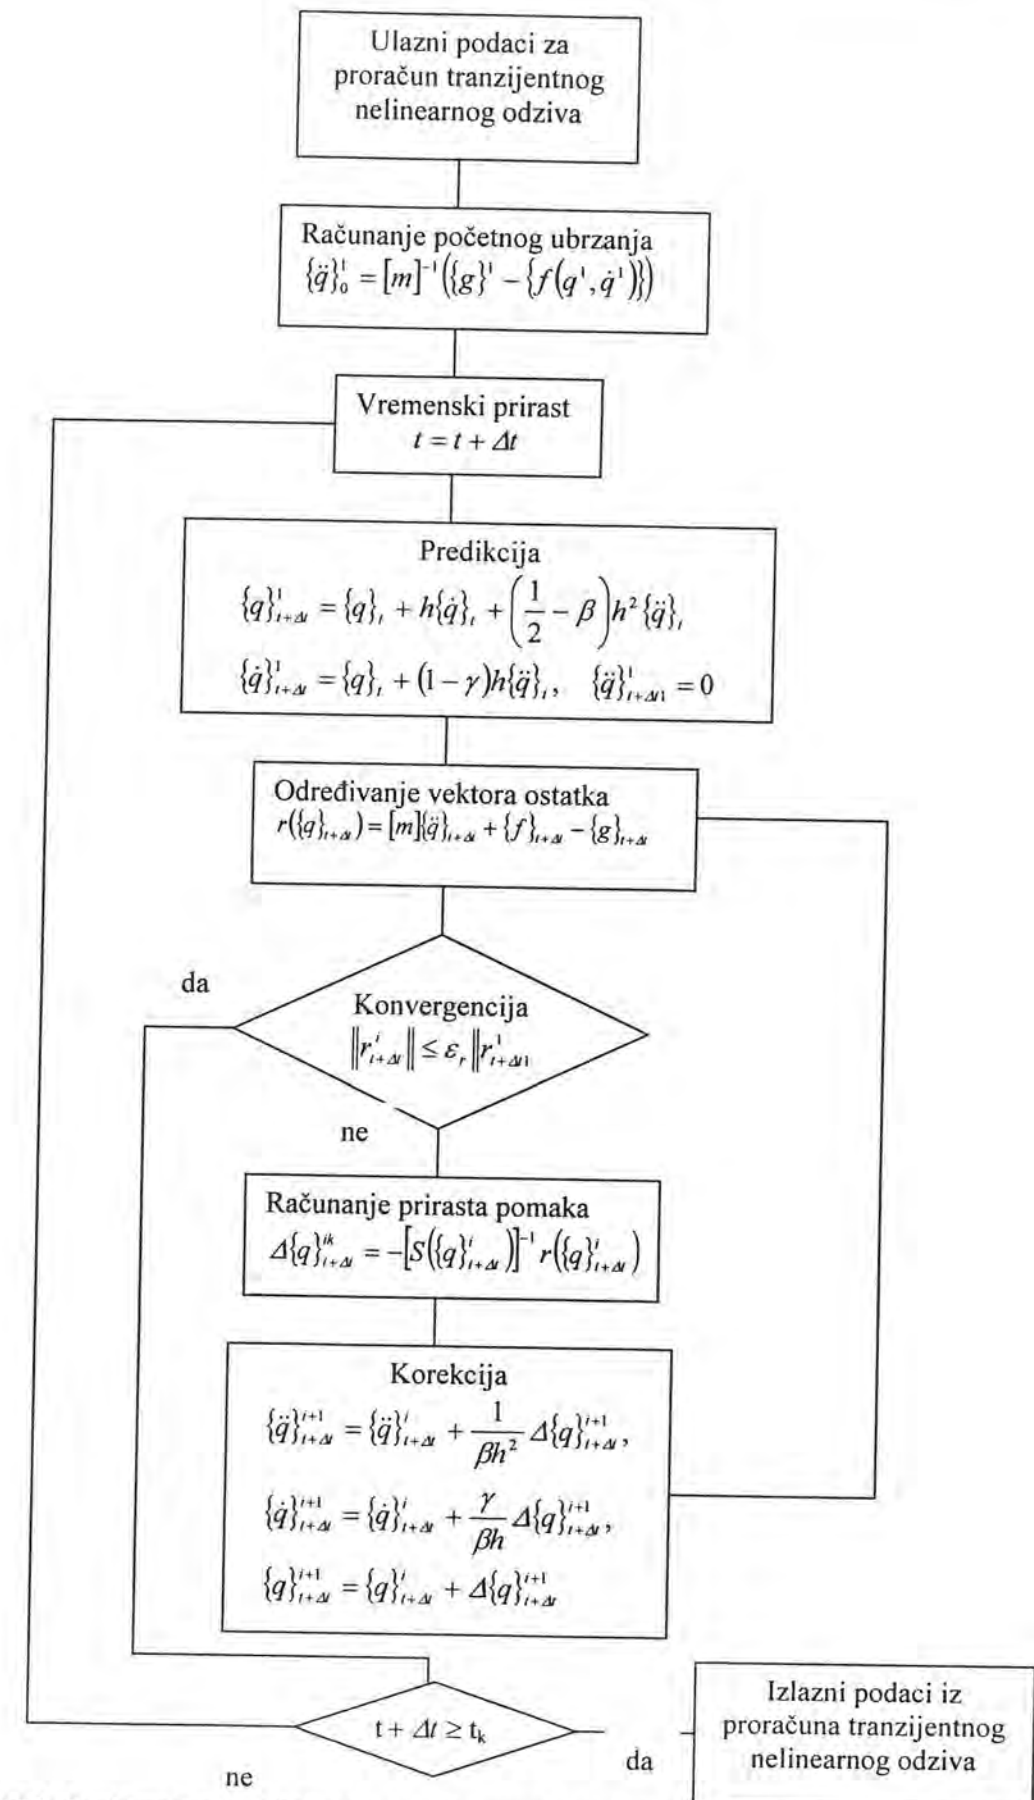 Ulazni podaci za
proračun tranzijentnog
nelinearnog odziva
Računanje početnog ubrzanja
{q̈}₀¹ = [m]⁻¹({g}¹ − {f(q¹, q̇¹)})
Vremenski prirast
t = t + Δt
Predikcija
{q}¹ₜ₊Δₜ = {q}ₜ + h{q̇}ₜ + (1/2 − β)h²{q̈}ₜ
{q̇}¹ₜ₊Δₜ = {q}ₜ + (1 − γ)h{q̈}ₜ, {q̈}¹ₜ₊Δₜ₁ = 0
Određivanje vektora ostatka
r({q}ₜ₊Δₜ) = [m]{q̈}ₜ₊Δₜ + {f}ₜ₊Δₜ − {g}ₜ₊Δₜ
da
Konvergencija
‖rⁱₜ₊Δₜ‖ ≤ εᵣ‖r¹ₜ₊Δₜ₁
ne
Računanje prirasta pomaka
Δ{q}ⁱᵏₜ₊Δₜ = −[S({q}ⁱₜ₊Δₜ)]⁻¹ r({q}ⁱₜ₊Δₜ)
Korekcija
{q̈}ⁱ⁺¹ₜ₊Δₜ = {q̈}ⁱₜ₊Δₜ + 1/βh² Δ{q}ⁱ⁺¹ₜ₊Δₜ,
{q̇}ⁱ⁺¹ₜ₊Δₜ = {q̇}ⁱₜ₊Δₜ + γ/βh Δ{q}ⁱ⁺¹ₜ₊Δₜ,
{q}ⁱ⁺¹ₜ₊Δₜ = {q}ⁱₜ₊Δₜ + Δ{q}ⁱ⁺¹ₜ₊Δₜ
t + Δt ≥ tₖ
ne
da
Izlazni podaci iz
proračuna tranzijentnog
nelinearnog odziva